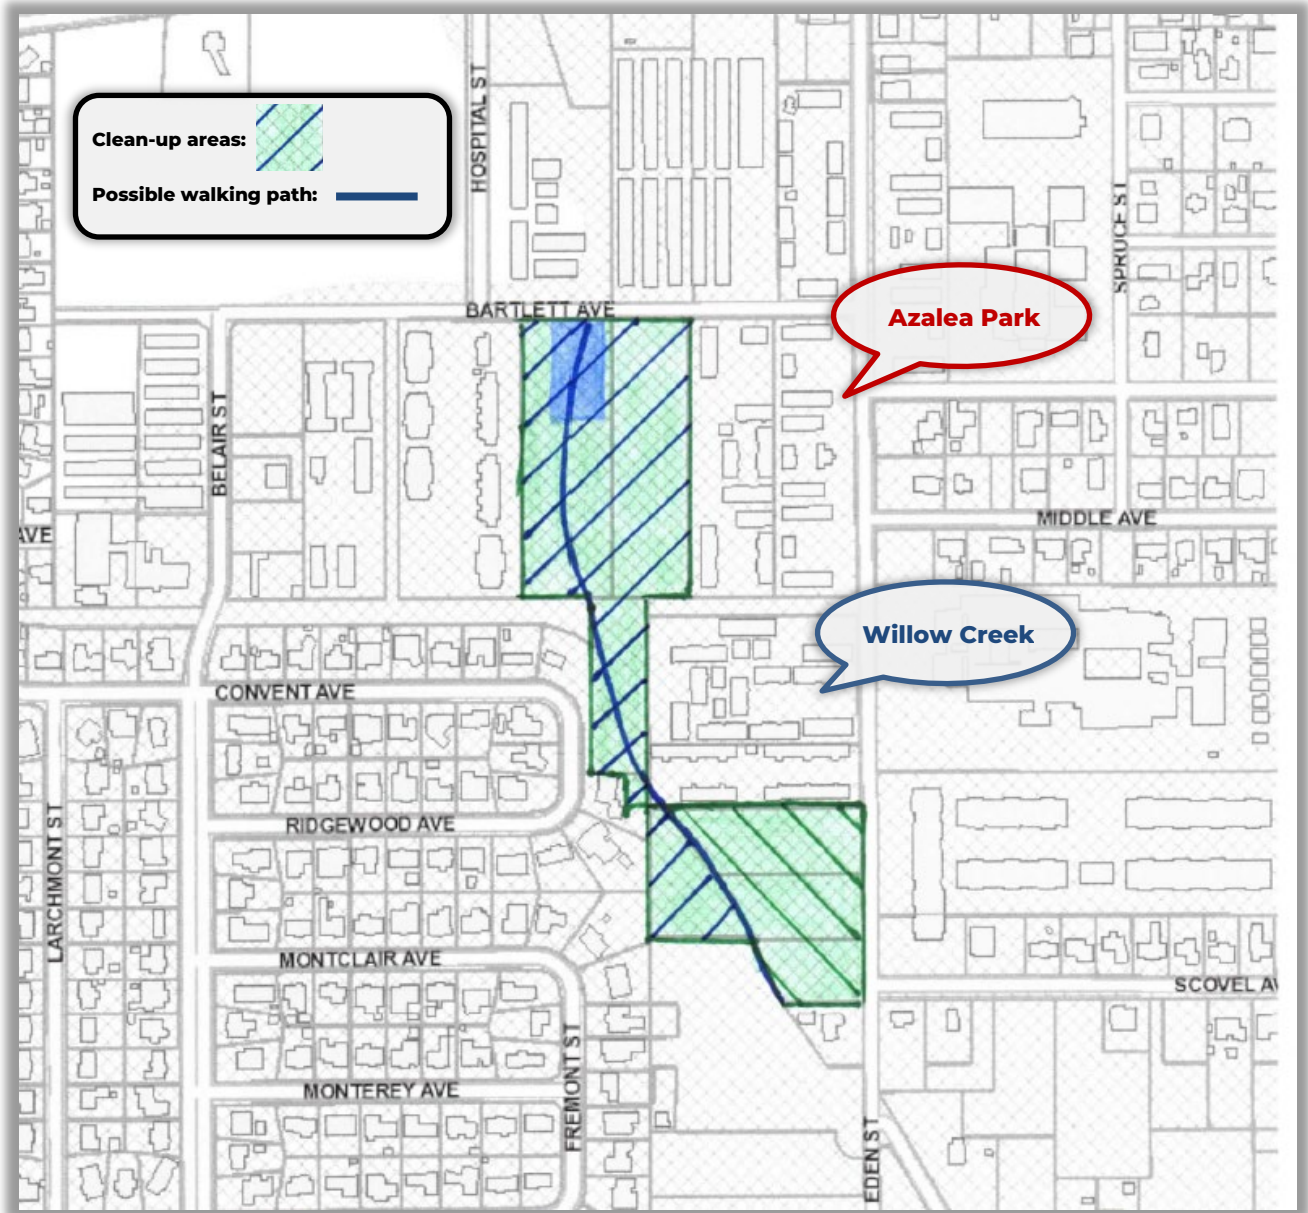 Clean-up areas:
Possible walking path:
HOSPITAL ST
SPRUCE ST
BARTLETT AVE
Azalea Park
BELAIR ST
AVE
MIDDLE AVE
Willow Creek
CONVENT AVE
LARCHMONT ST
RIDGEWOOD AVE
MONTCLAIR AVE
SCOVEL AV
FREMONT ST
MONTEREY AVE
EDEN ST